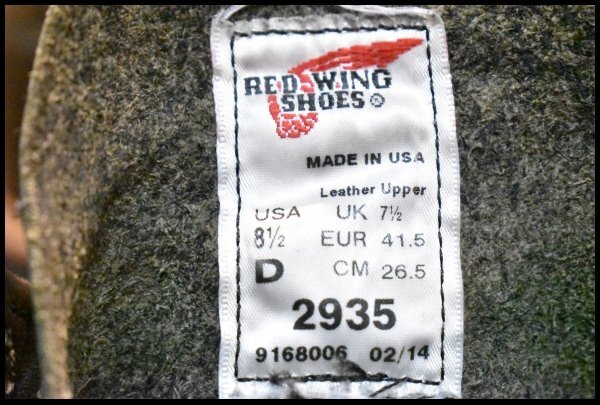 RED WING
SHOES ®
MADE IN USA
Leather Upper
USA UK 7½
8½ EUR 41.5
D CM 26.5
2935
9168006 02/14